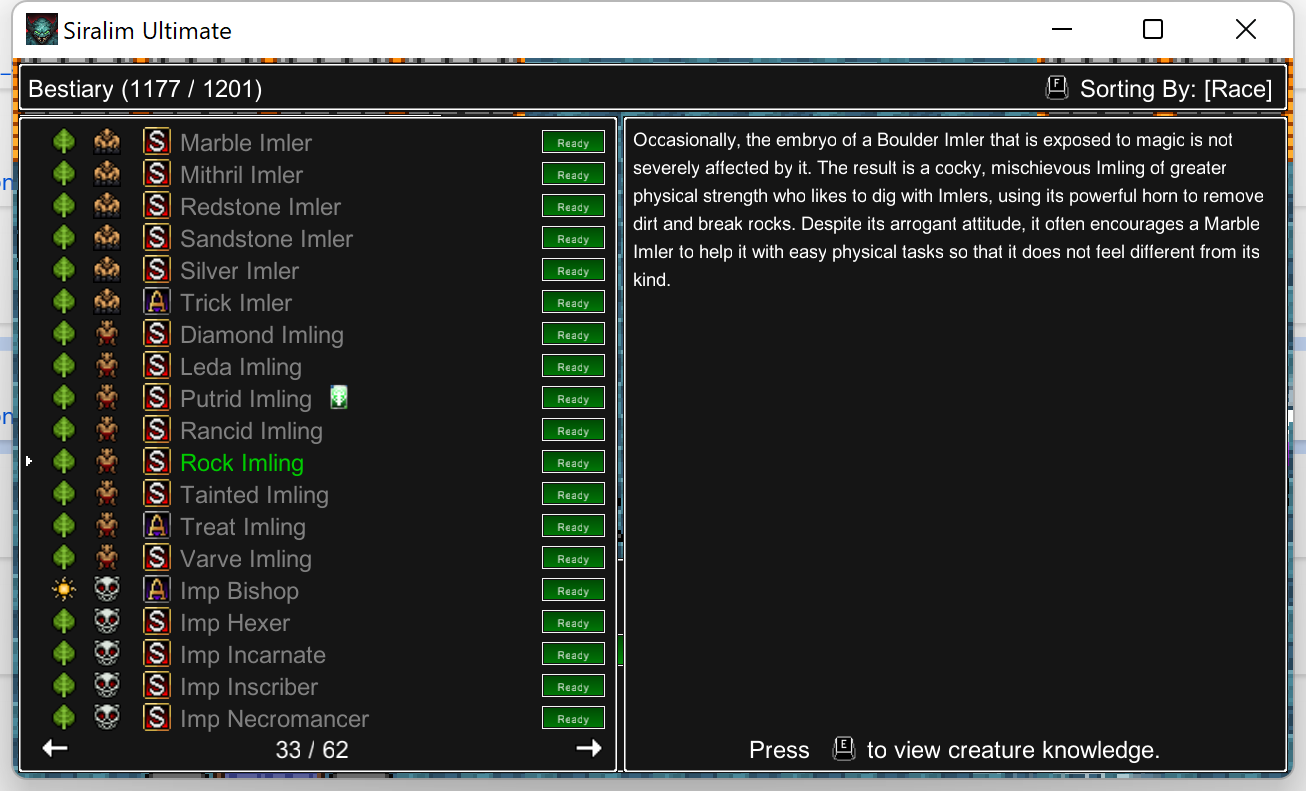 Siralim Ultimate
Bestiary (1177 / 1201)
F Sorting By: [Race]
S Marble Imler Ready
S Mithril Imler Ready
S Redstone Imler Ready
S Sandstone Imler Ready
S Silver Imler Ready
A Trick Imler Ready
S Diamond Imling Ready
S Leda Imling Ready
S Putrid Imling Ready
S Rancid Imling Ready
S Rock Imling Ready
S Tainted Imling Ready
A Treat Imling Ready
S Varve Imling Ready
A Imp Bishop Ready
S Imp Hexer Ready
S Imp Incarnate Ready
S Imp Inscriber Ready
S Imp Necromancer Ready
33 / 62
Occasionally, the embryo of a Boulder Imler that is exposed to magic is not
severely affected by it. The result is a cocky, mischievous Imling of greater
physical strength who likes to dig with Imlers, using its powerful horn to remove
dirt and break rocks. Despite its arrogant attitude, it often encourages a Marble
Imler to help it with easy physical tasks so that it does not feel different from its
kind.
Press E to view creature knowledge.